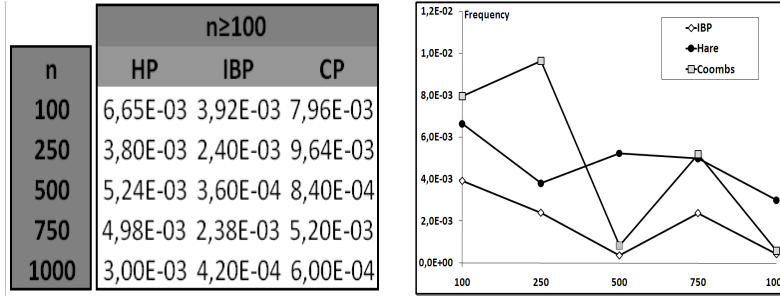 n≥100
n HP IBP CP
100 6,65E-03 3,92E-03 7,96E-03
250 3,80E-03 2,40E-03 9,64E-03
500 5,24E-03 3,60E-04 8,40E-04
750 4,98E-03 2,38E-03 5,20E-03
1000 3,00E-03 4,20E-04 6,00E-04
1,2E-02
Frequency
IBP
Hare
Coombs
1,0E-02
8,0E-03
6,0E-03
4,0E-03
2,0E-03
0,0E+00
100 250 500 750 100